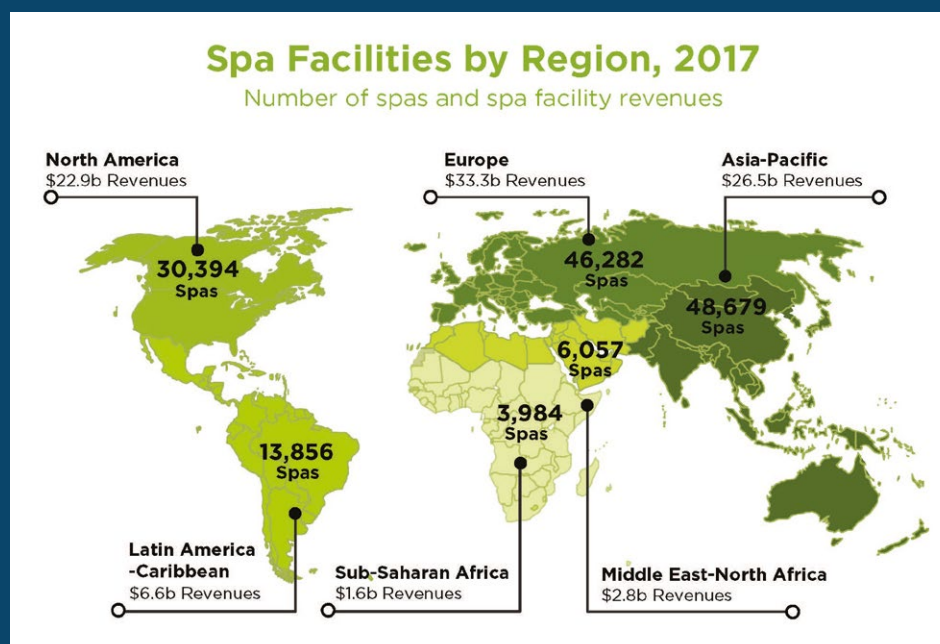 Spa Facilities by Region, 2017
Number of spas and spa facility revenues
North America
$22.9b Revenues
Europe
$33.3b Revenues
Asia-Pacific
$26.5b Revenues
30,394
Spas
46,282
Spas
48,679
Spas
6,057
Spas
3,984
Spas
13,856
Spas
Latin America
-Caribbean
$6.6b Revenues
Sub-Saharan Africa
$1.6b Revenues
Middle East-North Africa
$2.8b Revenues